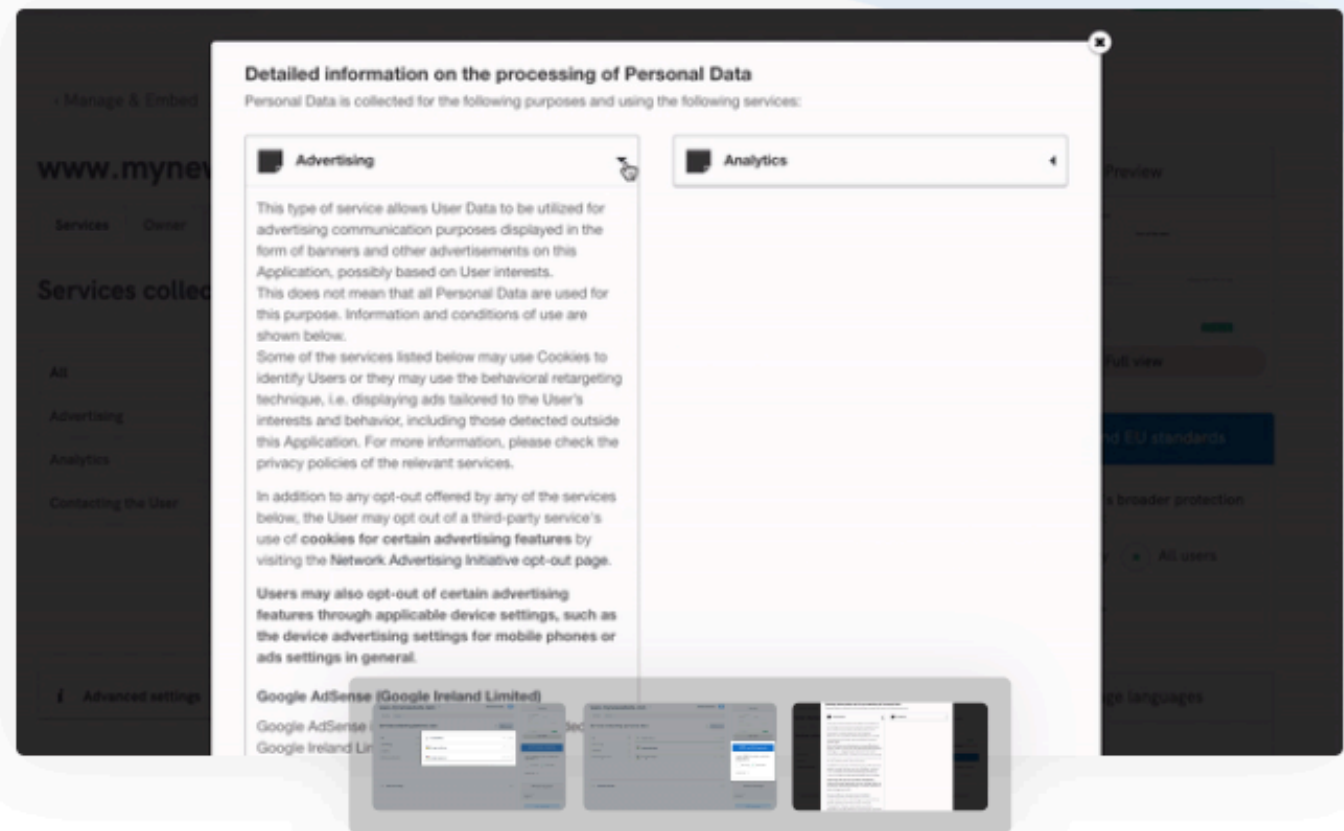 Detailed information on the processing of Personal Data
Personal Data is collected for the following purposes and using the following services:
‹ Manage & Embed
www.mynew
Services
Owner
Services collec
All
Advertising
Analytics
Contacting the User
Advanced settings
Advertising
This type of service allows User Data to be utilized for
advertising communication purposes displayed in the
form of banners and other advertisements on this
Application, possibly based on User interests.
This does not mean that all Personal Data are used for
this purpose. Information and conditions of use are
shown below.
Some of the services listed below may use Cookies to
identify Users or they may use the behavioral retargeting
technique, i.e. displaying ads tailored to the User's
interests and behavior, including those detected outside
this Application. For more information, please check the
privacy policies of the relevant services.
In addition to any opt-out offered by any of the services
below, the User may opt out of a third-party service's
use of cookies for certain advertising features by
visiting the Network Advertising Initiative opt-out page.
Users may also opt-out of certain advertising
features through applicable device settings, such as
the device advertising settings for mobile phones or
ads settings in general.
Google AdSense (Google Ireland Limited)
Google AdSense
Google Ireland Lim
Analytics
Preview
Full view
nd EU standards
's broader protection
All users
ge languages